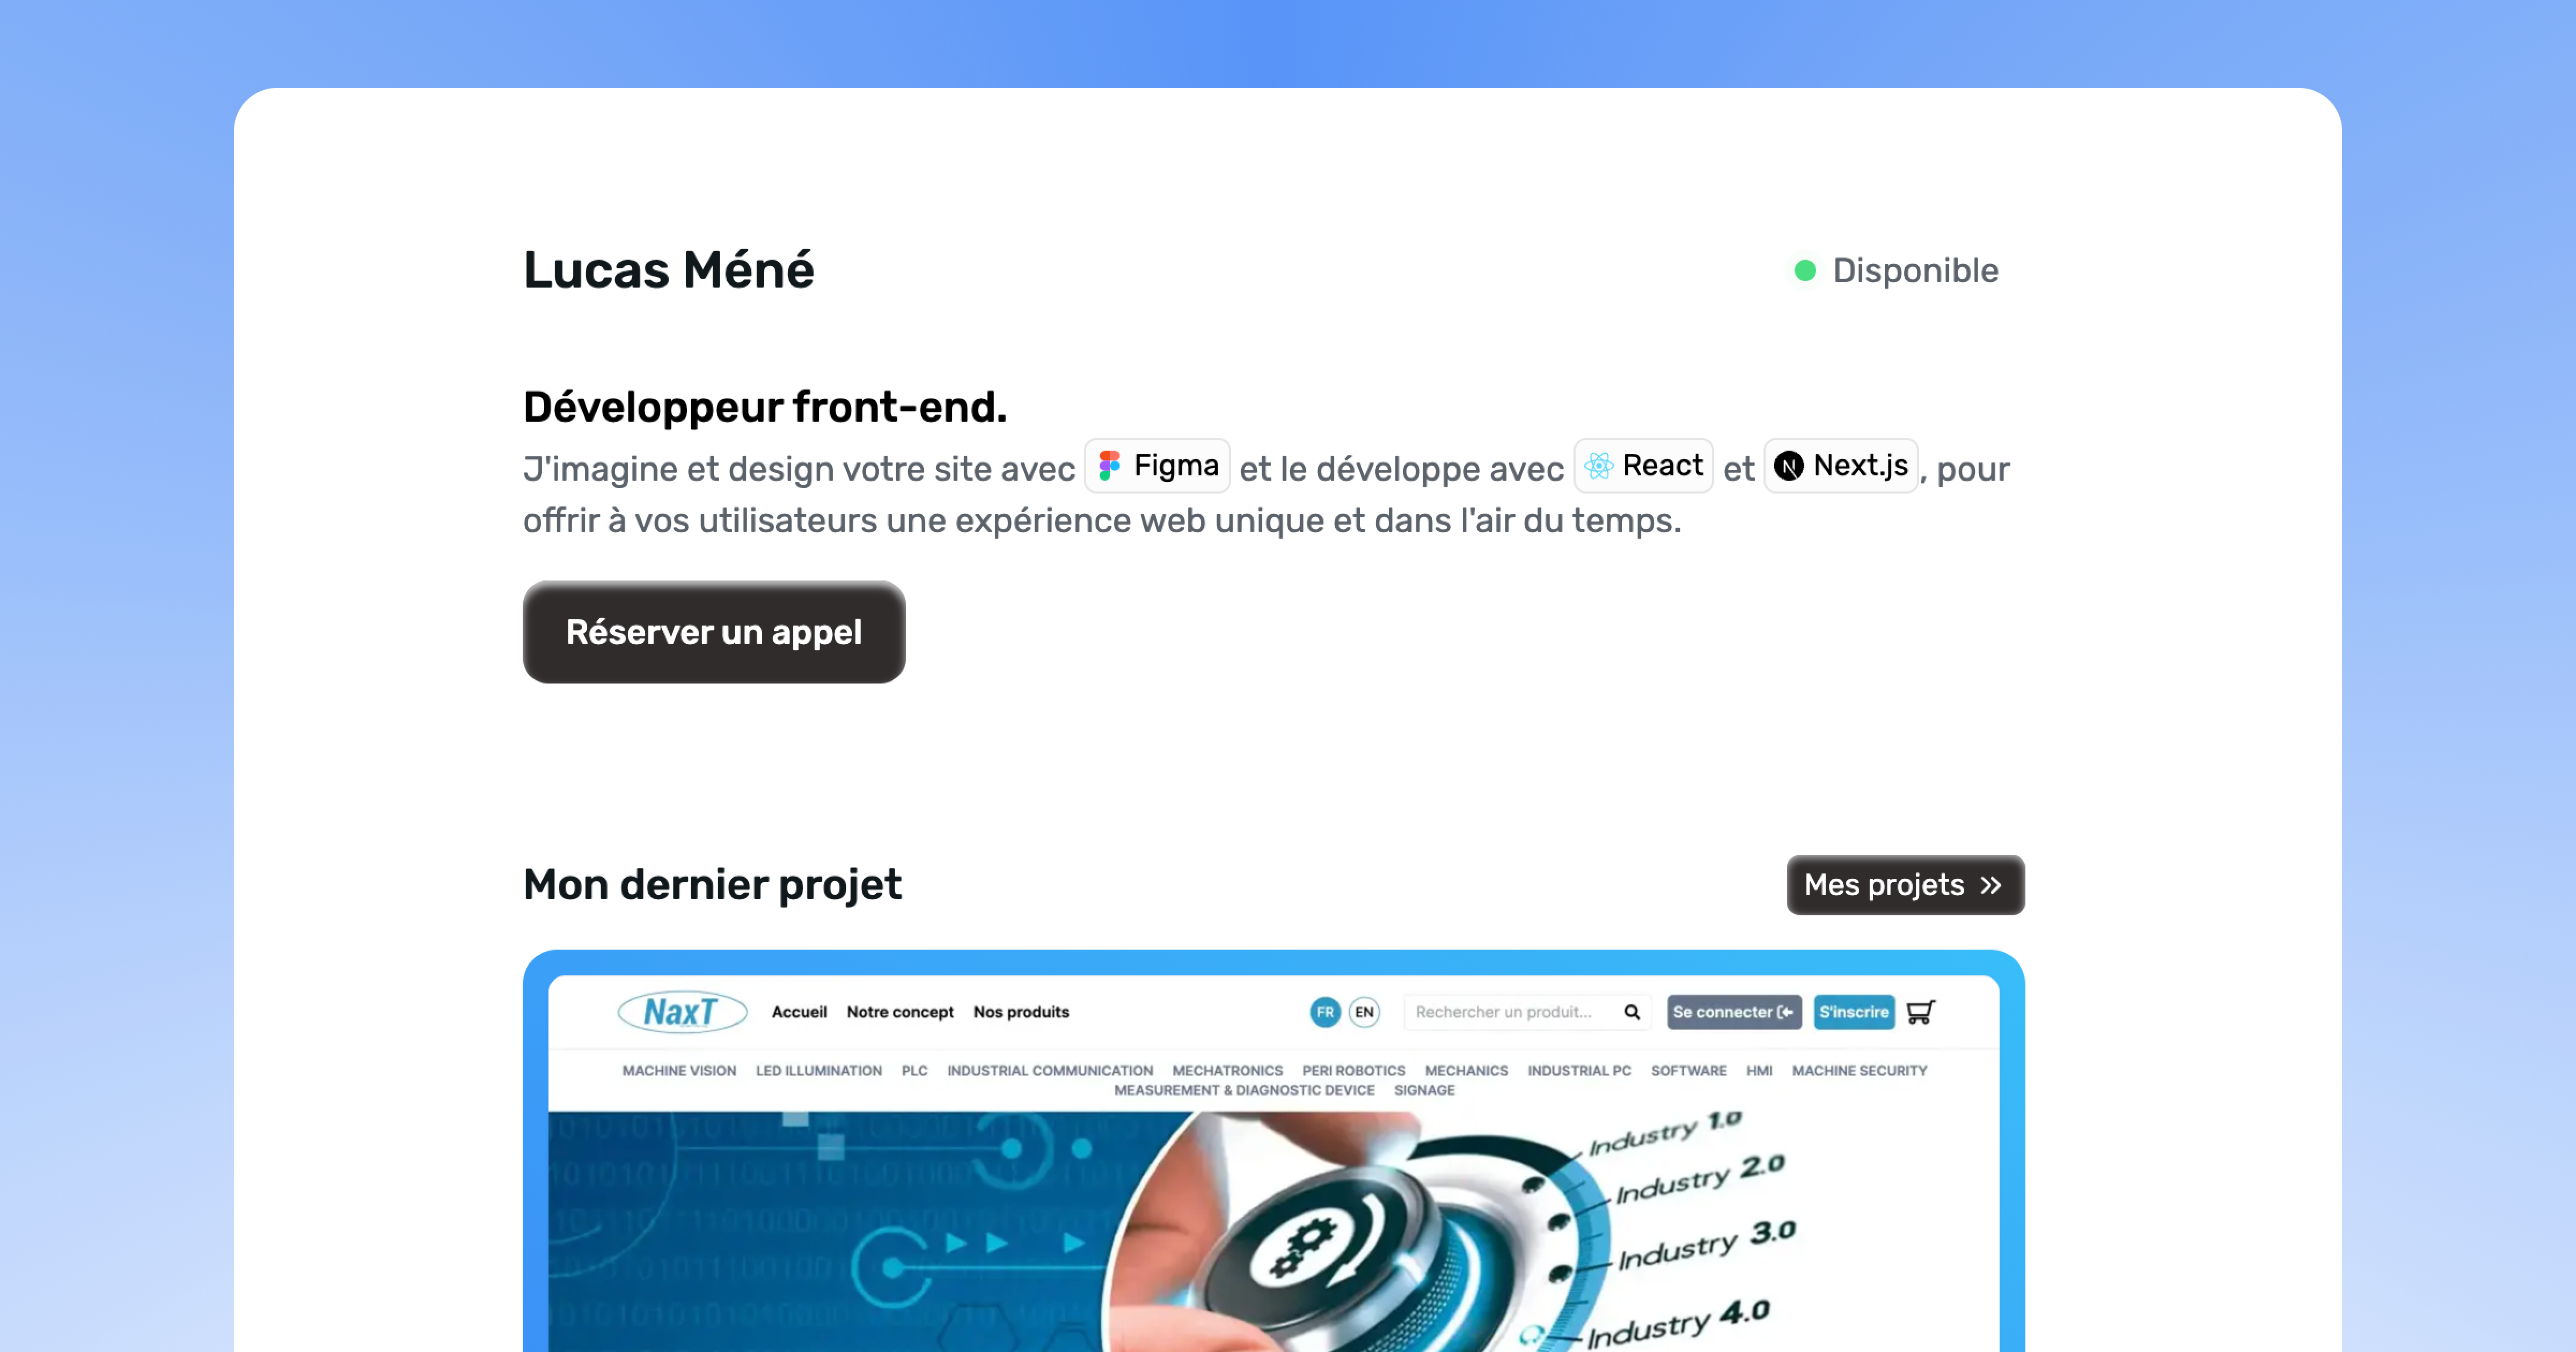 Lucas Méné
Disponible
Développeur front-end.
J'imagine et design votre site avec Figma et le développe avec React et Next.js, pour
offrir à vos utilisateurs une expérience web unique et dans l'air du temps.
Réserver un appel
Mon dernier projet
Mes projets »
NaxT Accueil Notre concept Nos produits FR EN Rechercher un produit... Se connecter S'inscrire
MACHINE VISION LED ILLUMINATION PLC INDUSTRIAL COMMUNICATION MECHATRONICS PERI ROBOTICS MECHANICS INDUSTRIAL PC SOFTWARE HMI MACHINE SECURITY
MEASUREMENT & DIAGNOSTIC DEVICE SIGNAGE
Industry 1.0
Industry 2.0
Industry 3.0
Industry 4.0